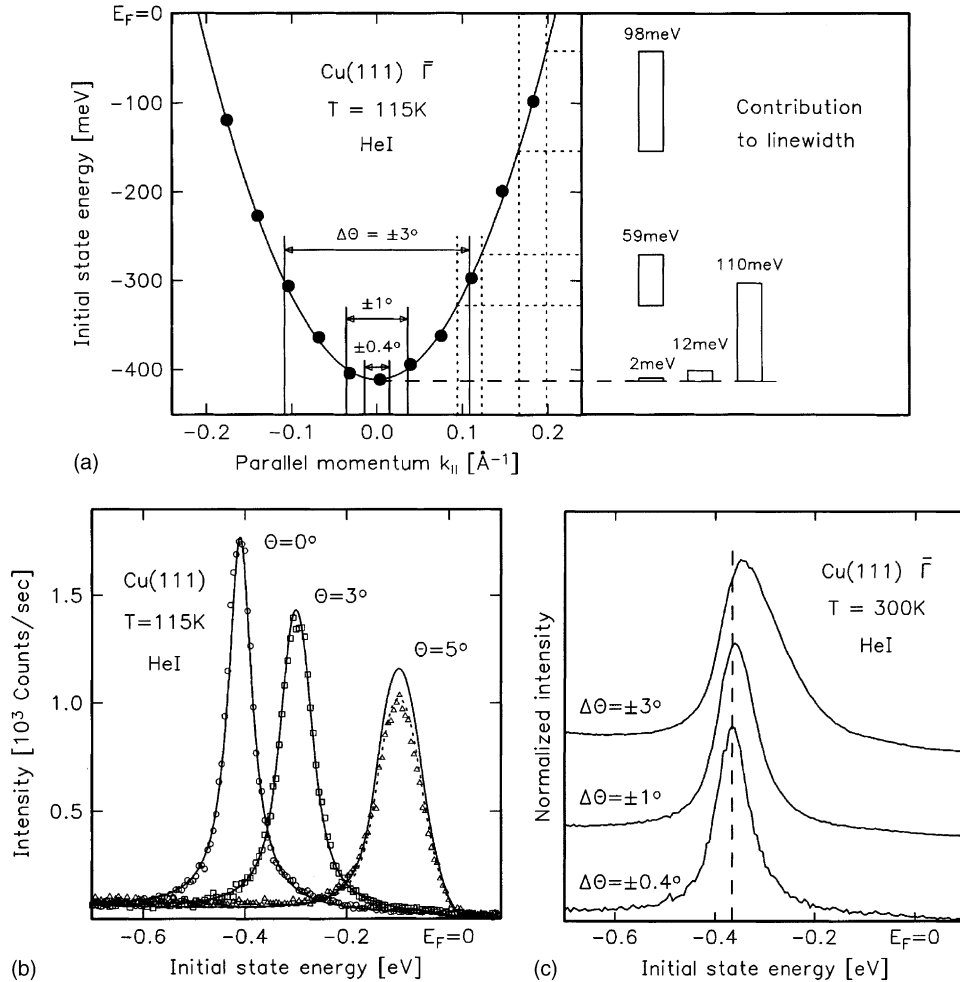 E_F=0
-100
-200
-300
-400
Initial state energy [meV]
Cu(111) Γ̄
T = 115K
HeI
ΔΘ = ±3°
±1°
±0.4°
-0.2
-0.1
0.0
0.1
0.2
Parallel momentum k_|| [Å⁻¹]
98meV
Contribution
to linewidth
59meV
110meV
12meV
2meV
(a)
Intensity [10³ Counts/sec]
1.5
1.0
0.5
Cu(111)
T=115K
HeI
Θ=0°
Θ=3°
Θ=5°
-0.6
-0.4
-0.2
E_F=0
Initial state energy [eV]
(b)
Normalized intensity
Cu(111) Γ̄
T = 300K
HeI
ΔΘ=±3°
ΔΘ=±1°
ΔΘ=±0.4°
-0.6
-0.4
-0.2
E_F=0
Initial state energy [eV]
(c)